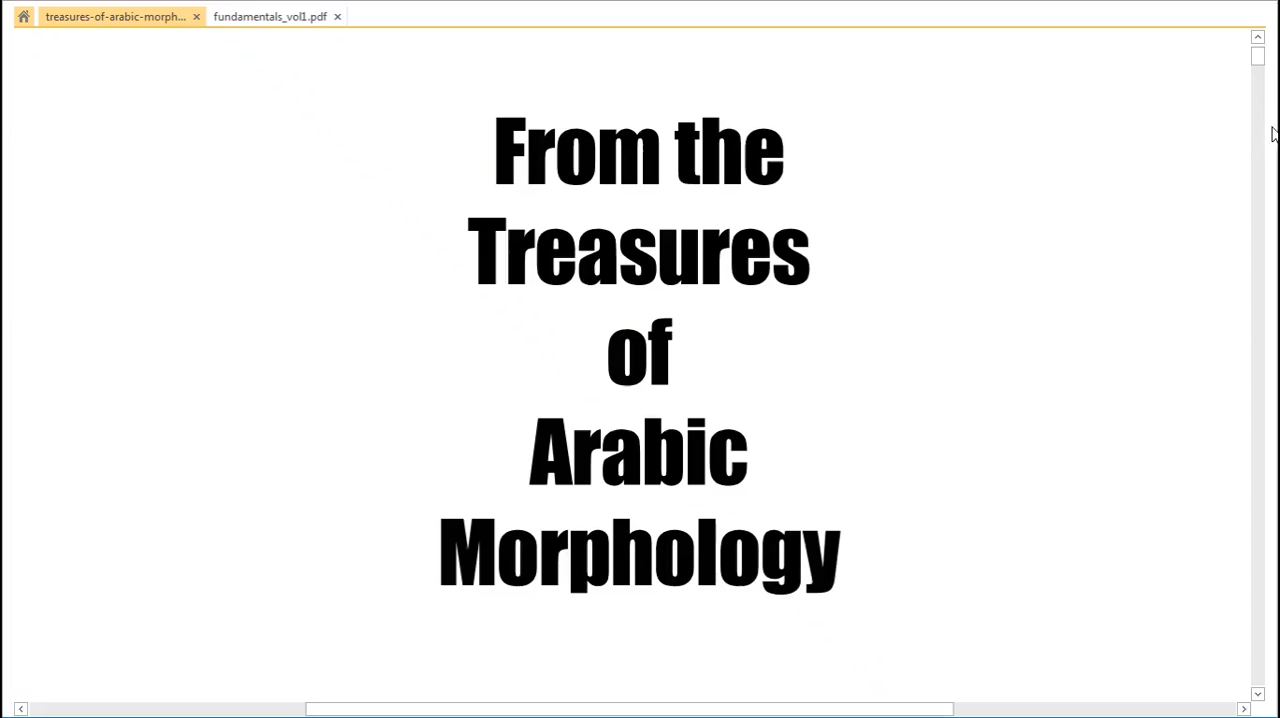 treasures-of-arabic-morph... fundamentals_vol1.pdf
From the
Treasures
of
Arabic
Morphology